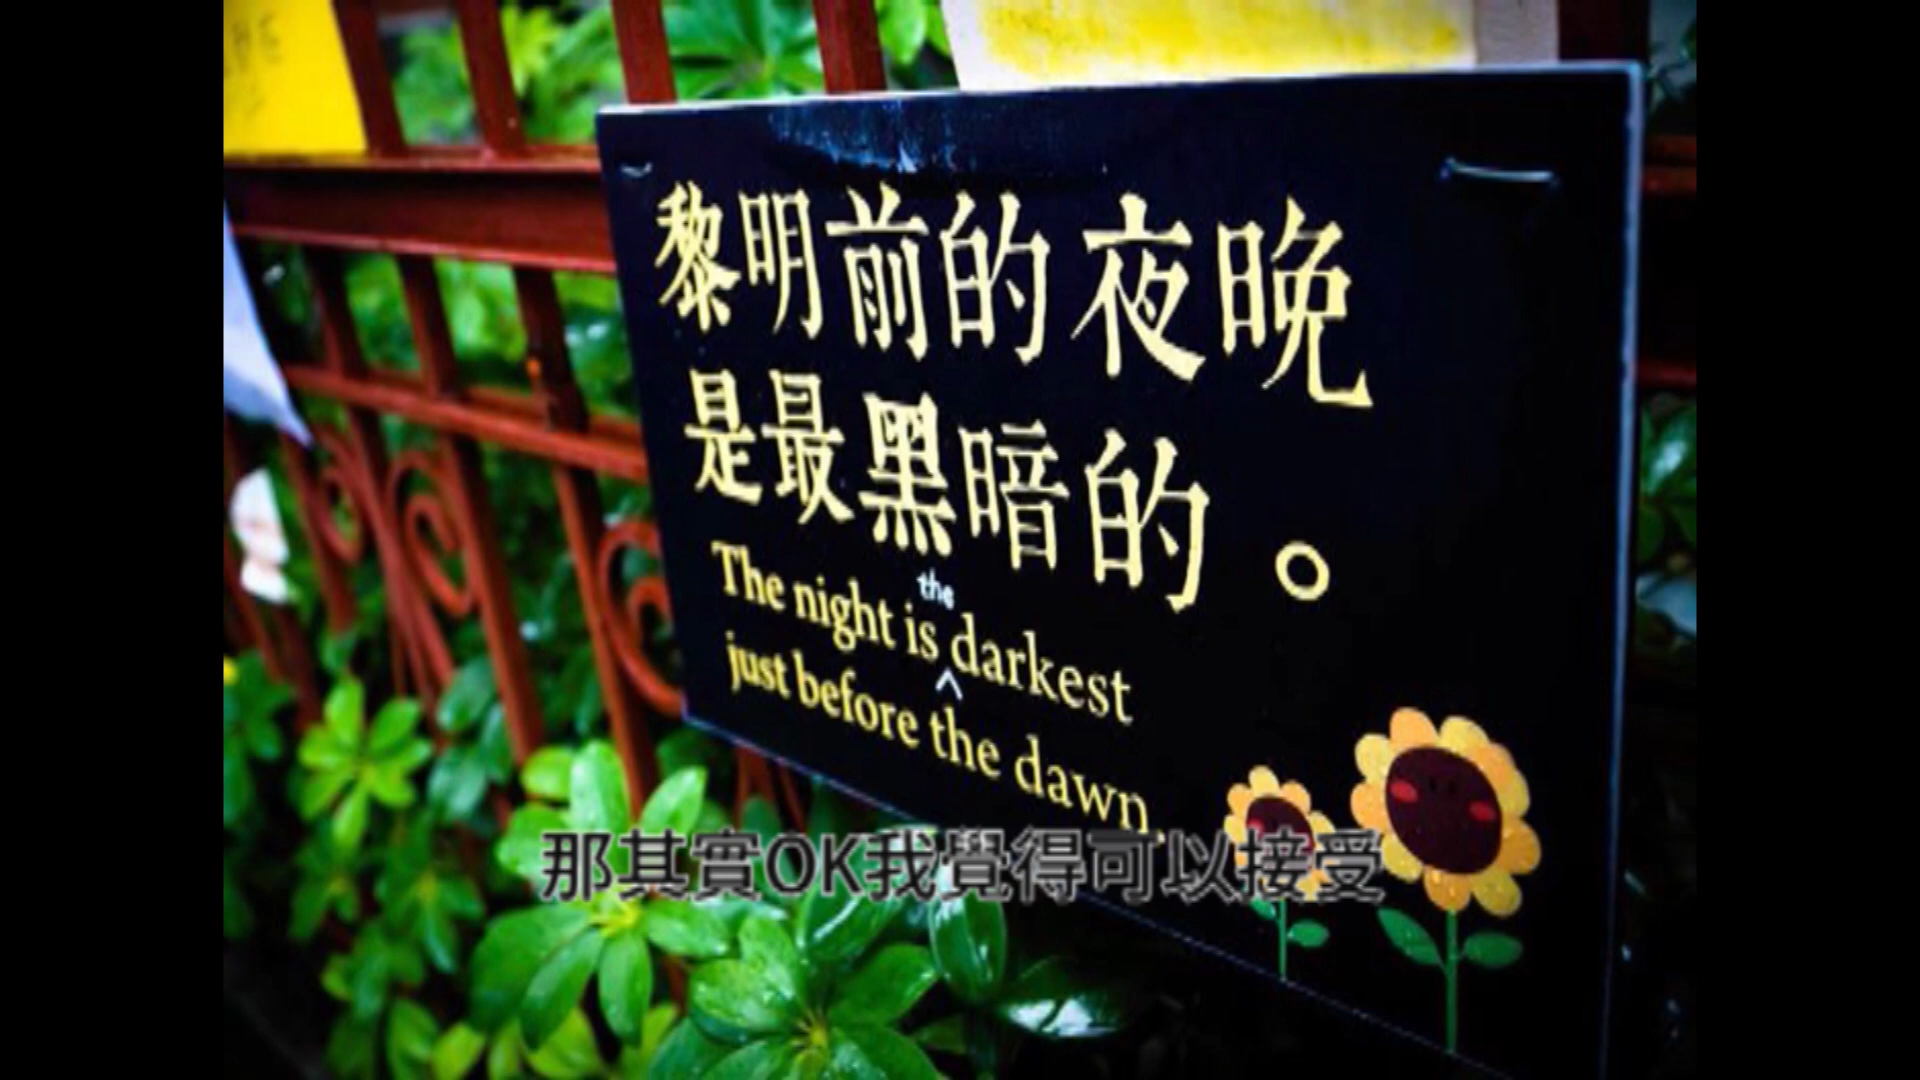 黎明前的夜晚
是最黑暗的。
the
The night is darkest
^
just before the dawn.
那其實OK我覺得可以接受